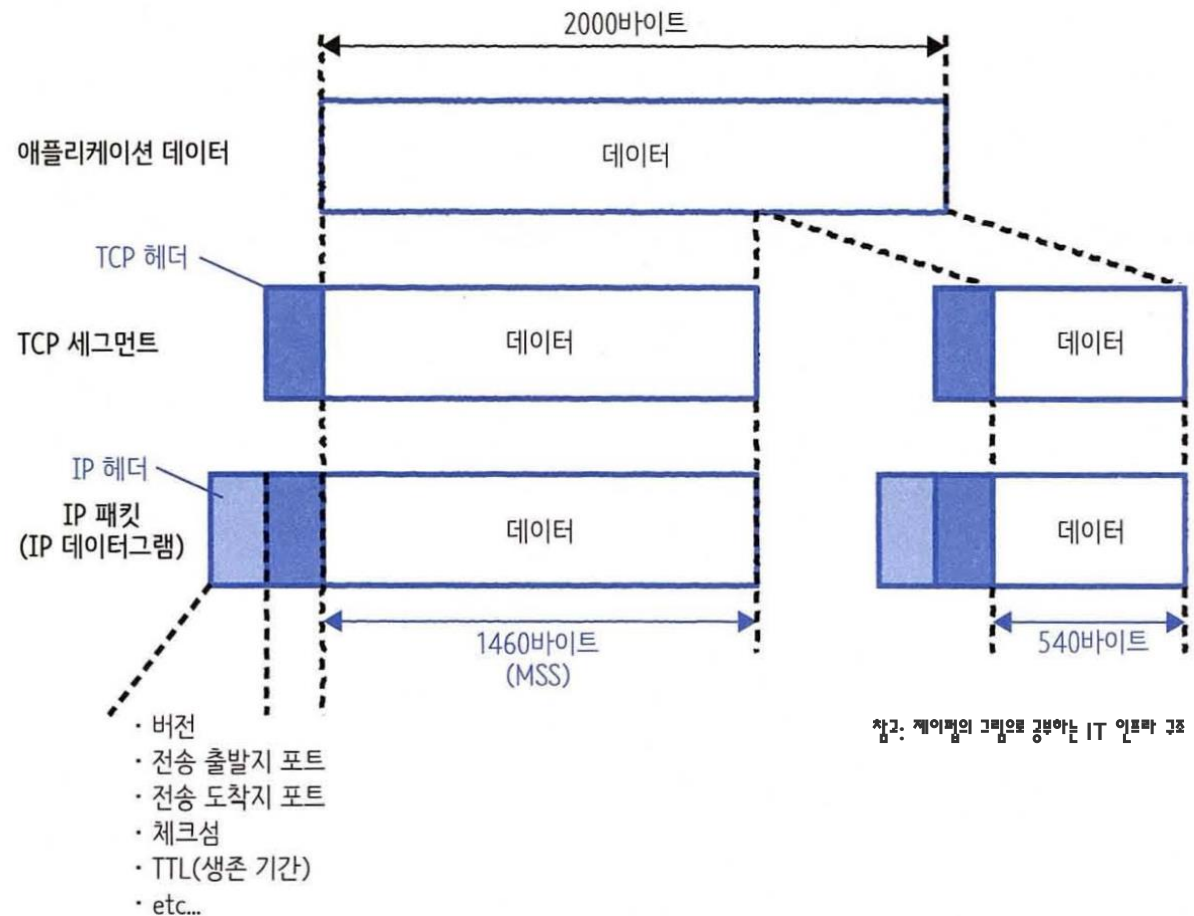 2000바이트
애플리케이션 데이터
데이터
TCP 헤더
TCP 세그먼트
데이터
데이터
IP 헤더
IP 패킷
(IP 데이터그램)
데이터
데이터
1460바이트
(MSS)
540바이트
· 버전
· 전송 출발지 포트
· 전송 도착지 포트
· 체크섬
· TTL(생존 기간)
· etc...
참고: 제이펍의 그림으로 공부하는 IT 인프라 구조